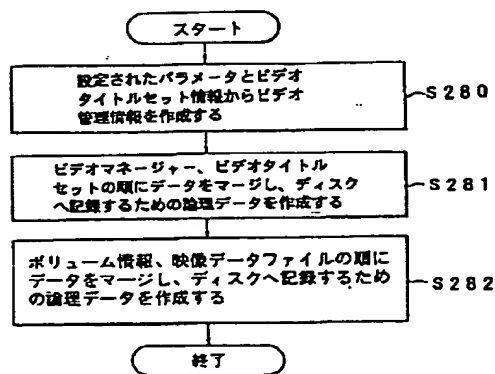 スタート
設定されたパラメータとビデオ
タイトルセット情報からビデオ
管理情報を作成する
S280
ビデオマネージャー、ビデオタイトル
セットの順にデータをマージし、ディスク
へ記録するための論理データを作成する
S281
ボリューム情報、映像データファイルの順に
データをマージし、ディスクへ記録するため
の論理データを作成する
S282
終了